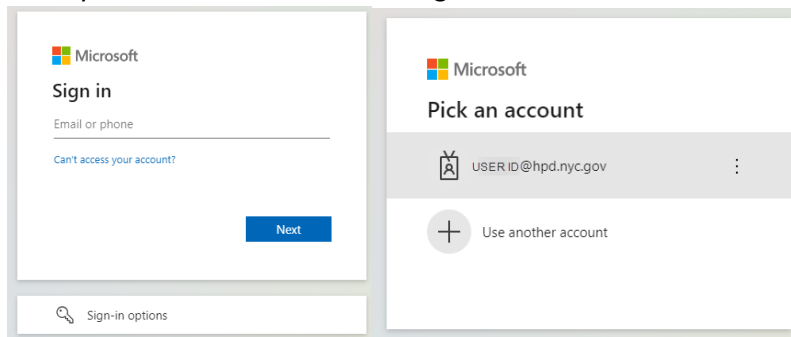 Microsoft
Sign in
Email or phone
Can't access your account?
Next
Sign-in options
Microsoft
Pick an account
USER ID@hpd.nyc.gov
Use another account